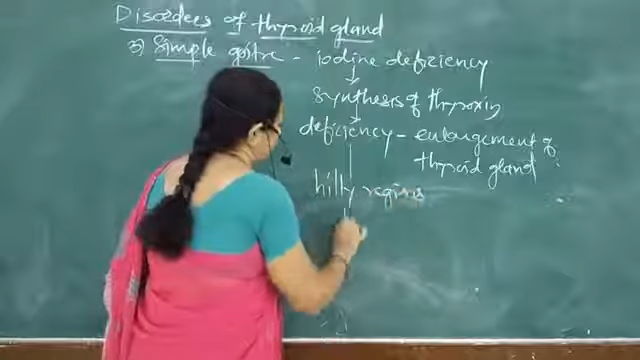 Disorders of thyroid gland
3) Simple goitre - iodine deficiency
Synthesis of thyroxin
deficiency - enlargement of
thyroid gland
hilly regions